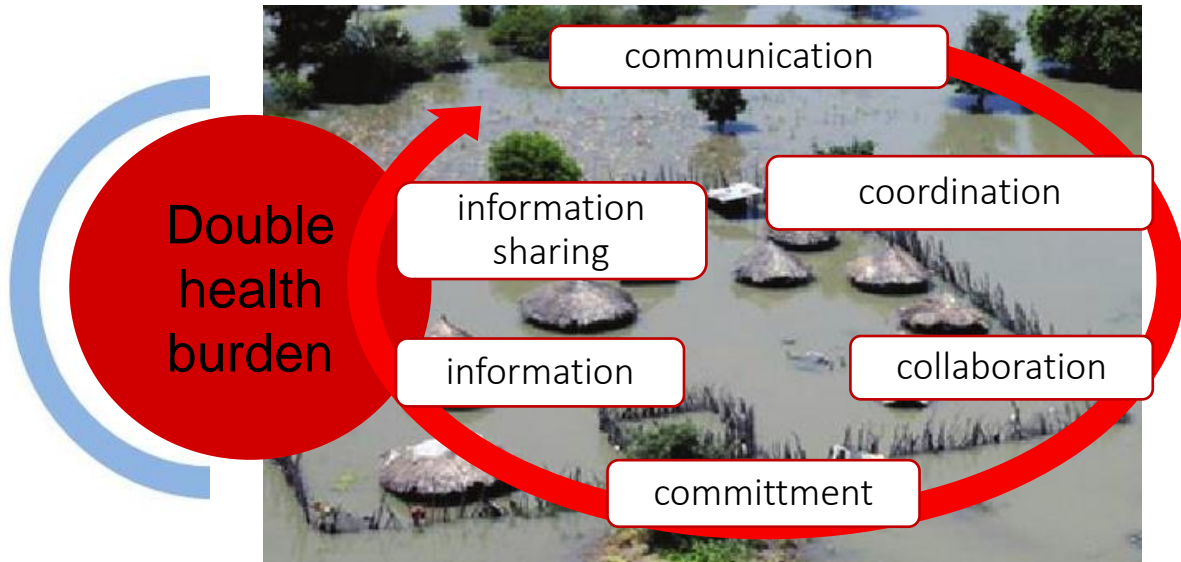 Double
health
burden
communication
coordination
collaboration
committment
information
information
sharing